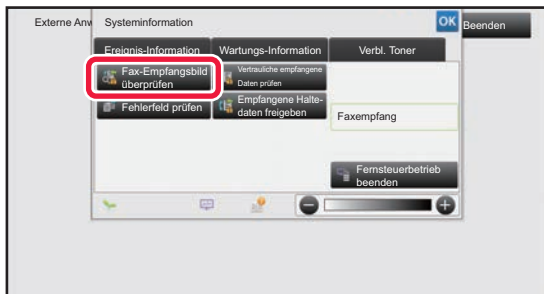 Externe Anw
Systeminformation
OK
Beenden
Ereignis-Information
Wartungs-Information
Verbl. Toner
Fax-Empfangsbild
überprüfen
Vertrauliche empfangene
Daten prüfen
Fehlerfeld prüfen
Empfangene Halte-
daten freigeben
Faxempfang
Fernsteuerbetrieb
beenden